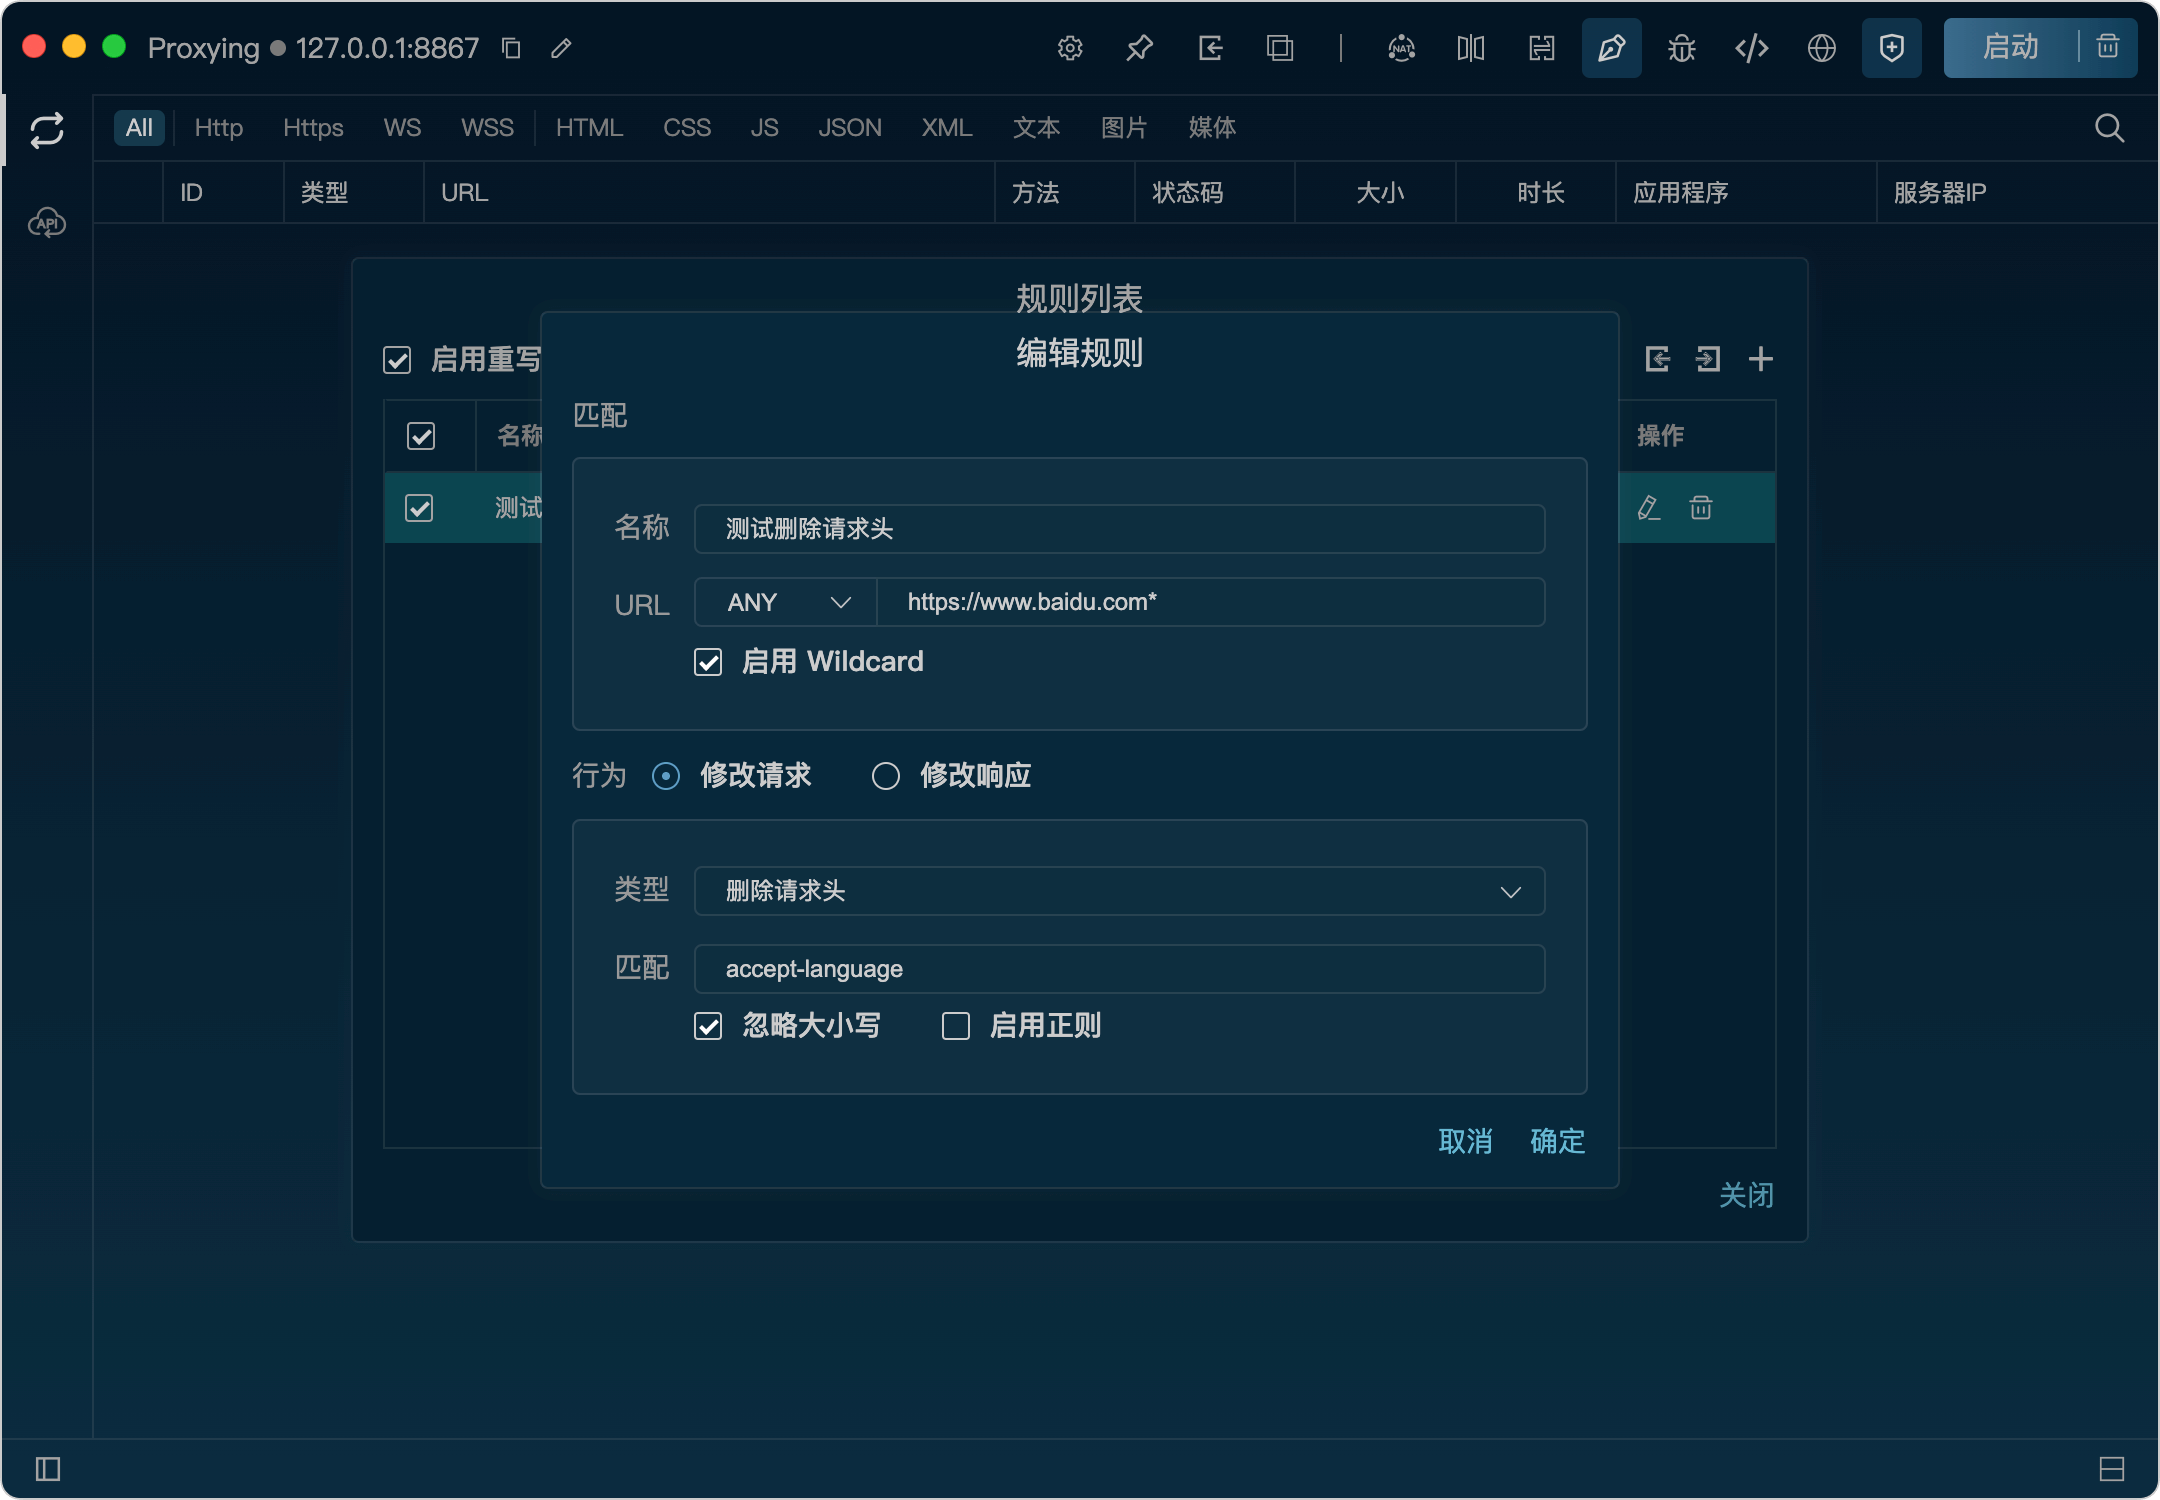 Proxying 127.0.0.1:8867
NAT
启动
All Http Https WS WSS HTML CSS JS JSON XML 文本 图片 媒体
API
ID 类型 URL 方法 状态码 大小 时长 应用程序 服务器IP
规则列表
编辑规则
启用重写
匹配
名称 操作
测试
名称 测试删除请求头
URL ANY https://www.baidu.com*
启用 Wildcard
行为 修改请求 修改响应
类型 删除请求头
匹配 accept-language
忽略大小写 启用正则
取消 确定
关闭